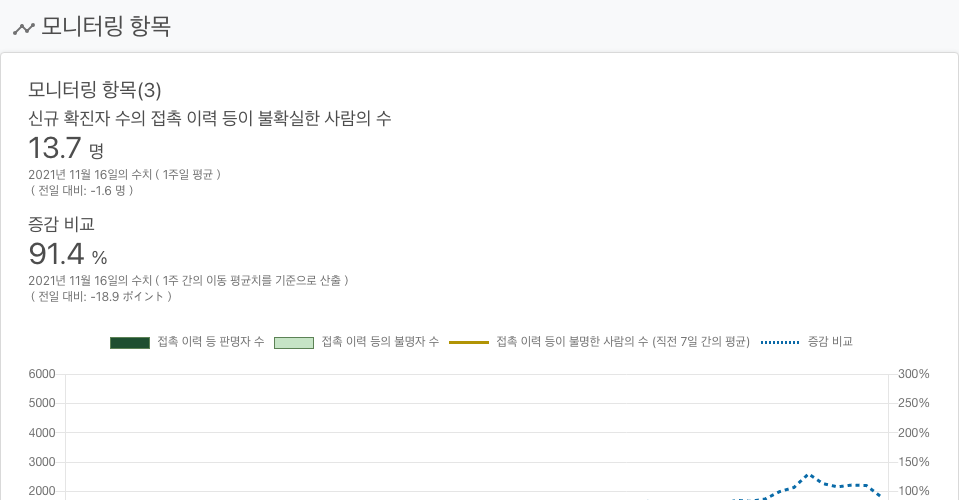 모니터링 항목
모니터링 항목(3)
신규 확진자 수의 접촉 이력 등이 불확실한 사람의 수
13.7 명
2021년 11월 16일의 수치 ( 1주일 평균 )
( 전일 대비: -1.6 명 )
증감 비교
91.4 %
2021년 11월 16일의 수치 ( 1주 간의 이동 평균치를 기준으로 산출 )
( 전일 대비: -18.9 ポイント )
접촉 이력 등 판명자 수 접촉 이력 등의 불명자 수 접촉 이력 등이 불명한 사람의 수 (직전 7일 간의 평균) 증감 비교
6000 300%
5000 250%
4000 200%
3000 150%
2000 100%